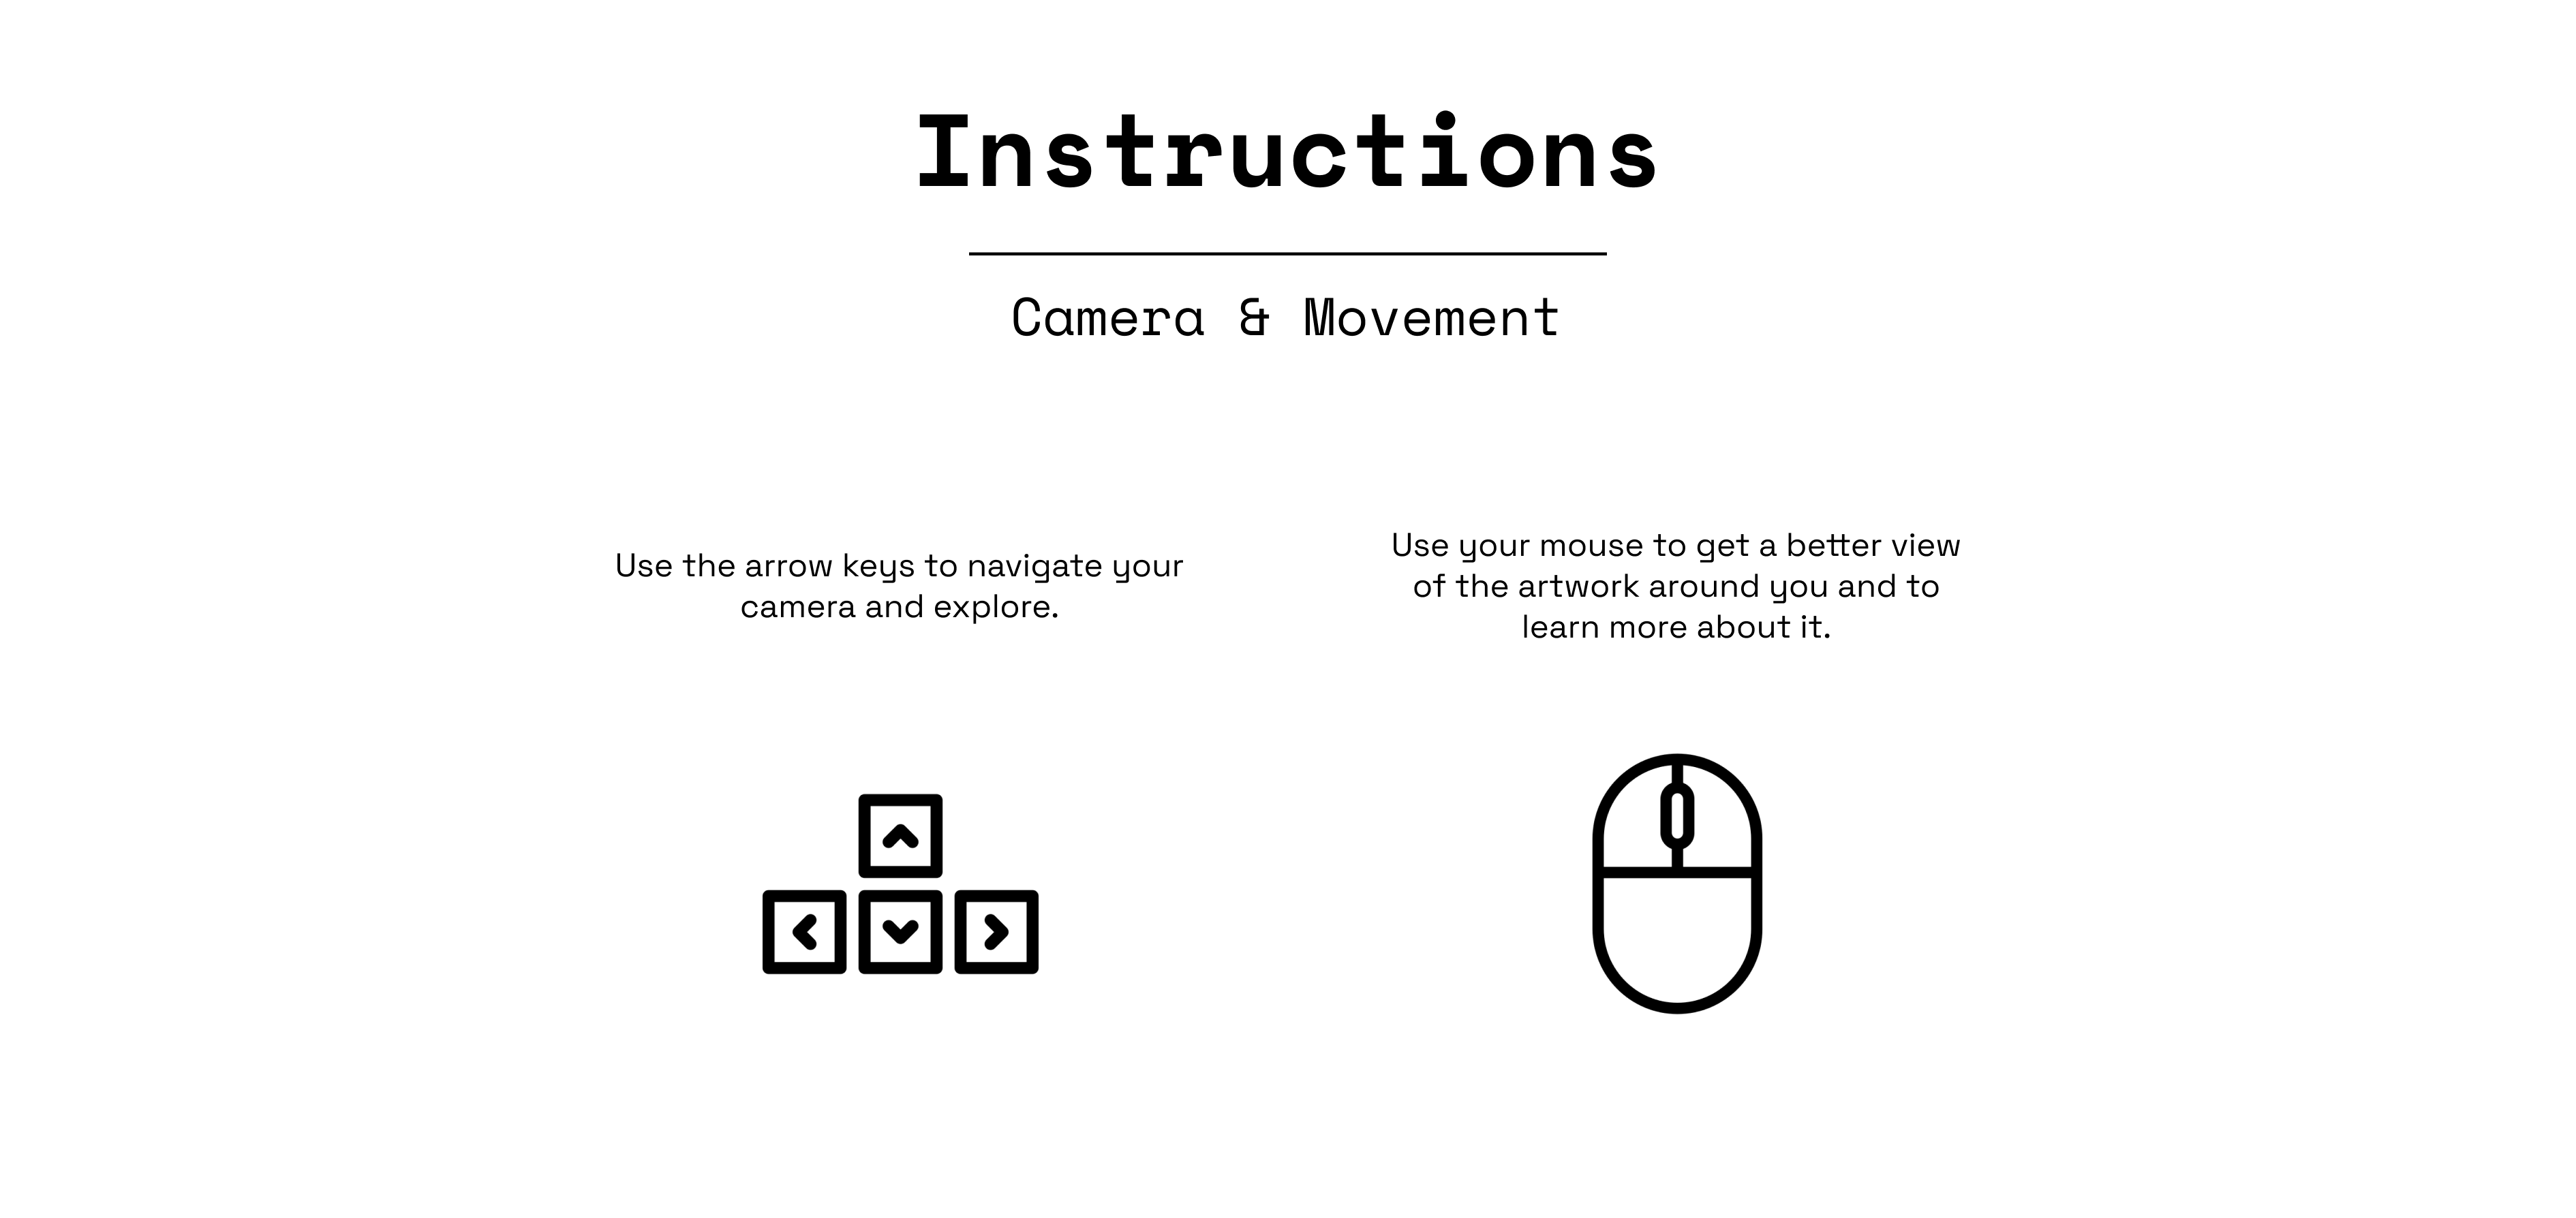 Instructions
Camera & Movement
Use the arrow keys to navigate your
camera and explore.
Use your mouse to get a better view
of the artwork around you and to
learn more about it.